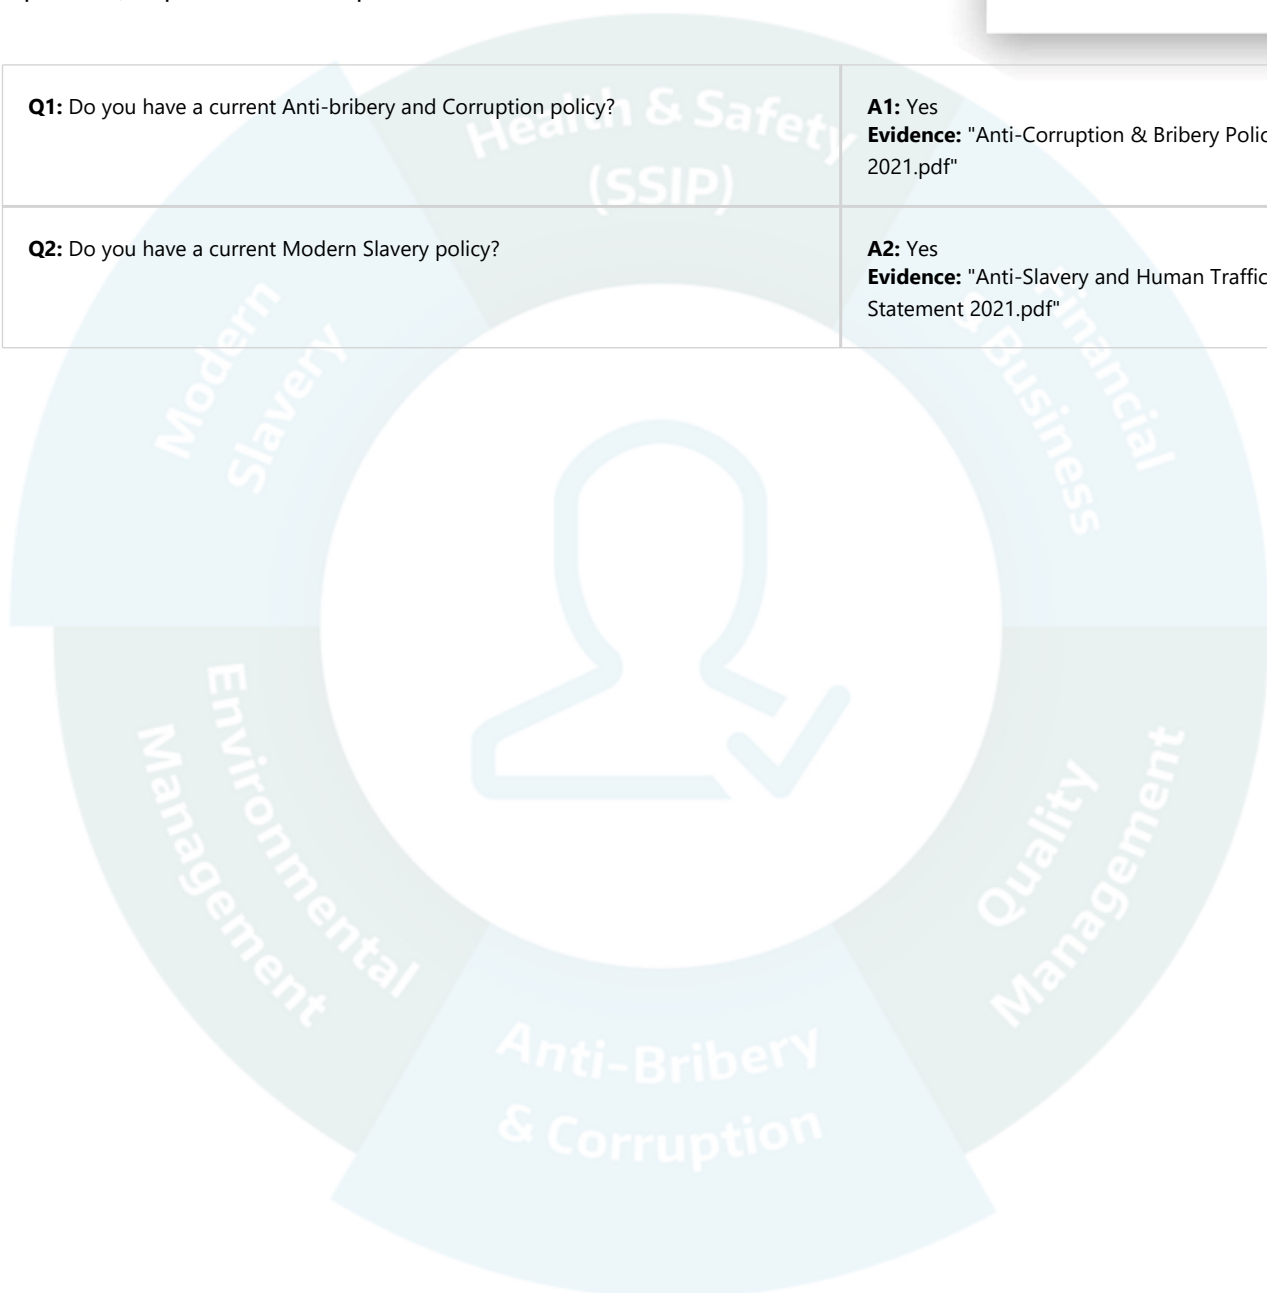 Q1: Do you have a current Anti-bribery and Corruption policy?
A1: Yes
Evidence: "Anti-Corruption & Bribery
2021.pdf"
Q2: Do you have a current Modern Slavery policy?
A2: Yes
Evidence: "Anti-Slavery and Human
Statement 2021.pdf"
Health & Safety
(SSIP)
Modern
Slavery
Financial
& Business
Environmental
Management
Quality
Management
Anti-Bribery
& Corruption